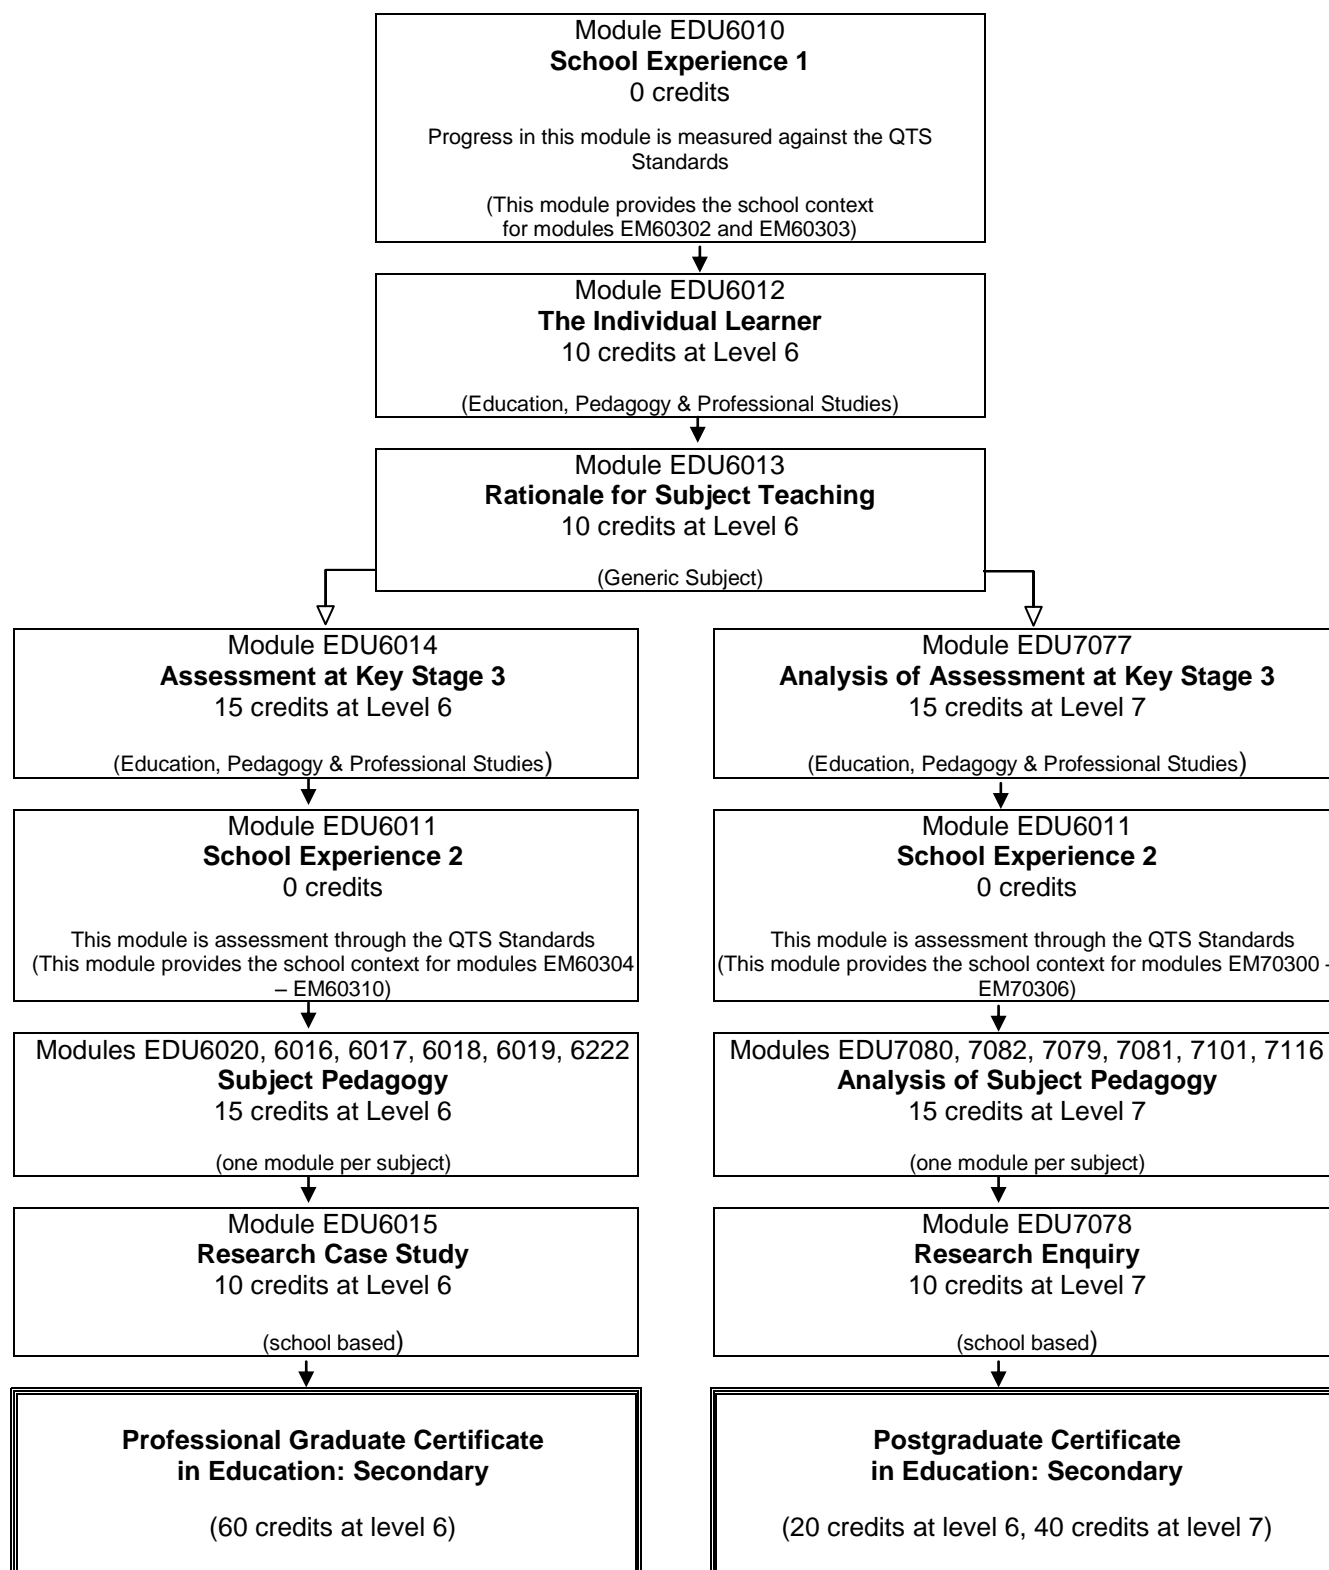 Module EDU6010
School Experience 1
0 credits
Progress in this module is measured against the QTS
Standards
(This module provides the school context
for modules EM60302 and EM60303)
Module EDU6012
The Individual Learner
10 credits at Level 6
(Education, Pedagogy & Professional Studies)
Module EDU6013
Rationale for Subject Teaching
10 credits at Level 6
(Generic Subject)
Module EDU6014
Assessment at Key Stage 3
15 credits at Level 6
(Education, Pedagogy & Professional Studies)
Module EDU6011
School Experience 2
0 credits
This module is assessment through the QTS Standards
(This module provides the school context for modules EM60304
– EM60310)
Modules EDU6020, 6016, 6017, 6018, 6019, 6222
Subject Pedagogy
15 credits at Level 6
(one module per subject)
Module EDU6015
Research Case Study
10 credits at Level 6
(school based)
Professional Graduate Certificate
in Education: Secondary
(60 credits at level 6)
Module EDU7077
Analysis of Assessment at Key Stage 3
15 credits at Level 7
(Education, Pedagogy & Professional Studies)
Module EDU6011
School Experience 2
0 credits
This module is assessment through the QTS Standards
(This module provides the school context for modules EM70300 -
EM70306)
Modules EDU7080, 7082, 7079, 7081, 7101, 7116
Analysis of Subject Pedagogy
15 credits at Level 7
(one module per subject)
Module EDU7078
Research Enquiry
10 credits at Level 7
(school based)
Postgraduate Certificate
in Education: Secondary
(20 credits at level 6, 40 credits at level 7)